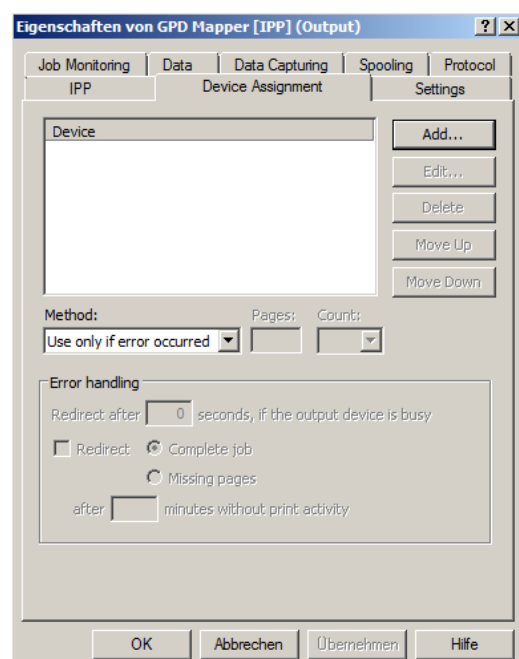 Eigenschaften von GPD Mapper [IPP] (Output)
Job Monitoring Data Data Capturing Spooling Protocol
IPP Device Assignment Settings
Device
Add...
Edit...
Delete
Move Up
Move Down
Method: Pages: Count:
Use only if error occurred
Error handling
Redirect after 0 seconds, if the output device is busy
Redirect Complete job
Missing pages
after minutes without print activity
OK Abbrechen Übernehmen Hilfe